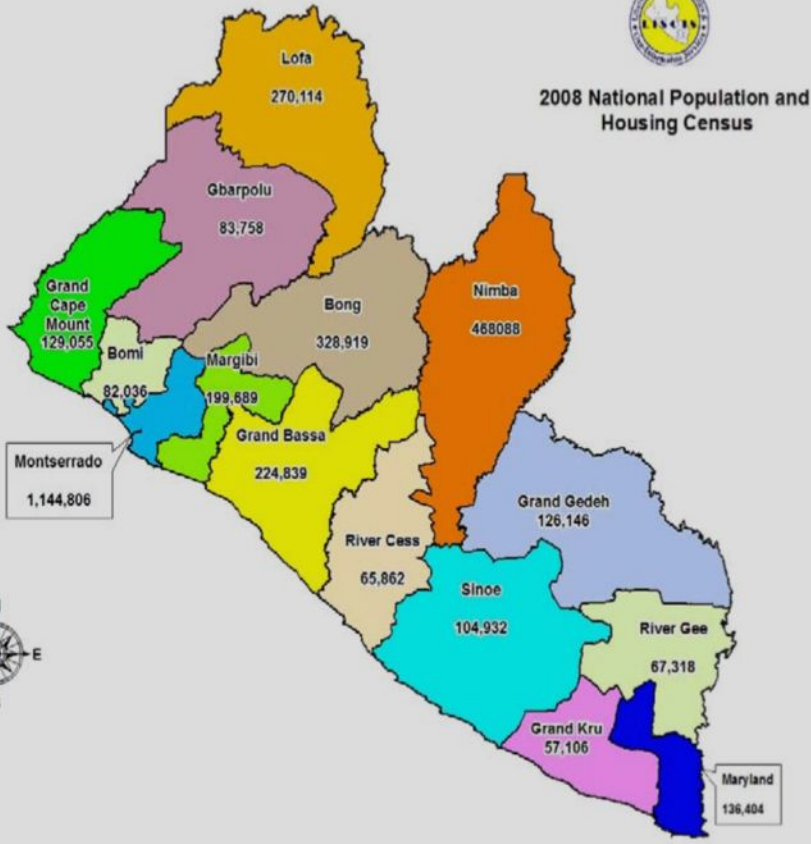 LISGIS
2008 National Population and
Housing Census
Lofa
270,114
Gbarpolu
83,758
Grand
Cape
Mount
129,055
Bomi
82,036
Bong
328,919
Nimba
468088
Margibi
199,689
Montserrado
1,144,806
Grand Bassa
224,839
River Cess
65,862
Grand Gedeh
126,146
Sinoe
104,932
River Gee
67,318
Grand Kru
57,106
Maryland
136,404
E